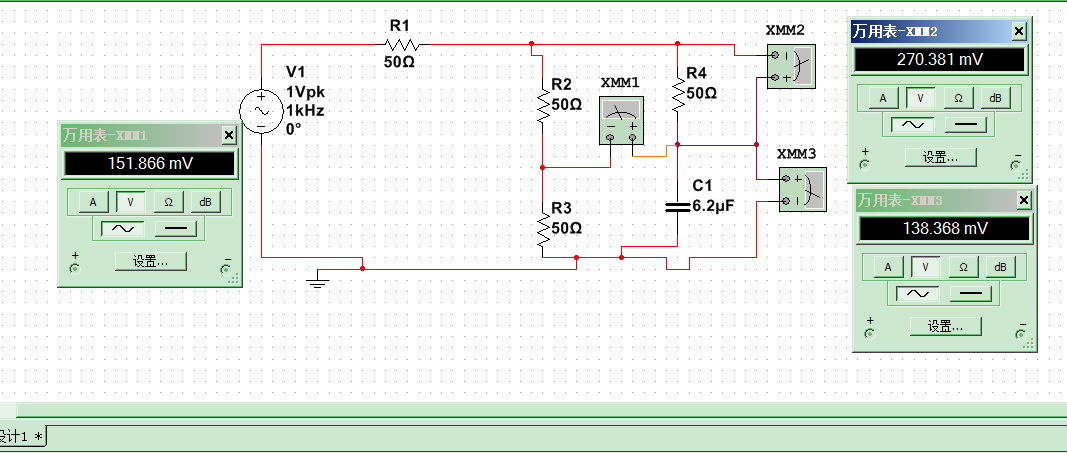 R1
50Ω
V1
1Vpk
1kHz
0°
R2
50Ω
XMM1
R4
50Ω
XMM2
XMM3
R3
50Ω
C1
6.2µF
万用表-XMM1
151.866 mV
A
V
Ω
dB
+
设置...
-
万用表-XMM2
270.381 mV
A
V
Ω
dB
+
设置...
-
万用表-XMM3
138.368 mV
A
V
Ω
dB
+
设置...
-
设计1 *